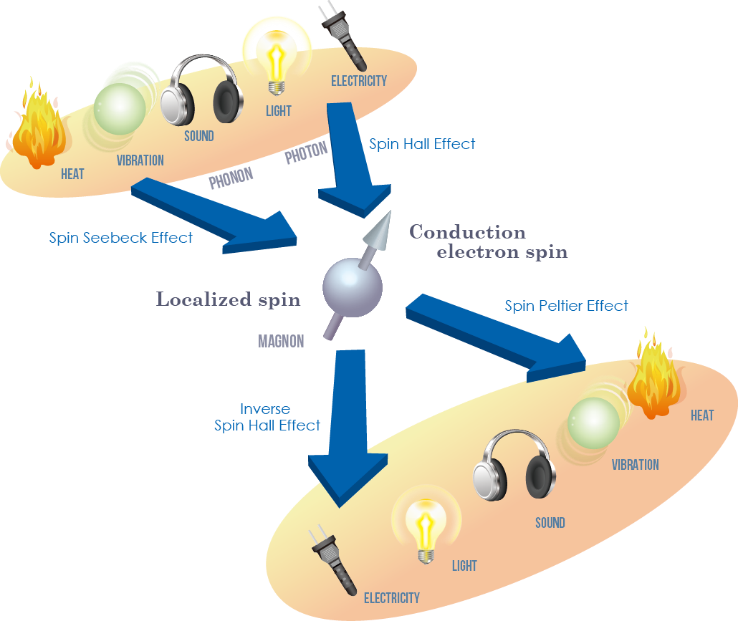 ELECTRICITY
LIGHT
SOUND
VIBRATION
HEAT
PHOTON
PHONON
Spin Hall Effect
Spin Seebeck Effect
Conduction
electron spin
Localized spin
MAGNON
Spin Peltier Effect
Inverse
Spin Hall Effect
HEAT
VIBRATION
SOUND
LIGHT
ELECTRICITY